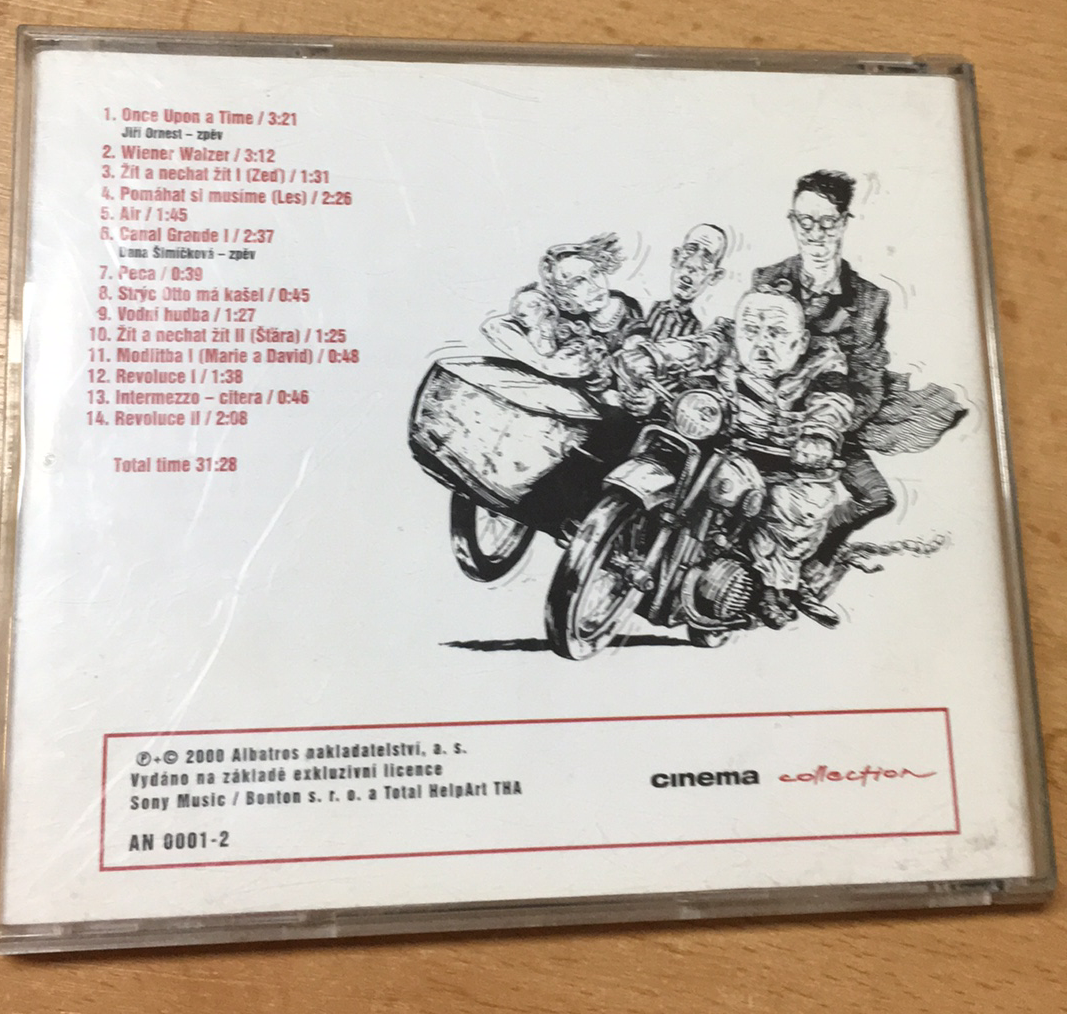 1. Once Upon a Time / 3:21
Jiří Ornest – zpěv
2. Wiener Walzer / 3:12
3. Žít a nechat žít I (Zeď) / 1:31
4. Pomáhat si musíme (Les) / 2:26
5. Air / 1:45
6. Canal Grande I / 2:37
Dana Šimíčková – zpěv
7. Peca / 0:39
8. Strýc Otto má kašel / 0:45
9. Vodní hudba / 1:27
10. Žít a nechat žít II (Šťára) / 1:25
11. Modlitba I (Marie a David) / 0:48
12. Revoluce I / 1:38
13. Intermezzo – citera / 0:46
14. Revoluce II / 2:08
Total time 31:28
℗+© 2000 Albatros nakladatelství, a. s.
Vydáno na základě exkluzivní licence
Sony Music / Bonton s. r. o. a Total HelpArt THA
AN 0001-2
cinema collection